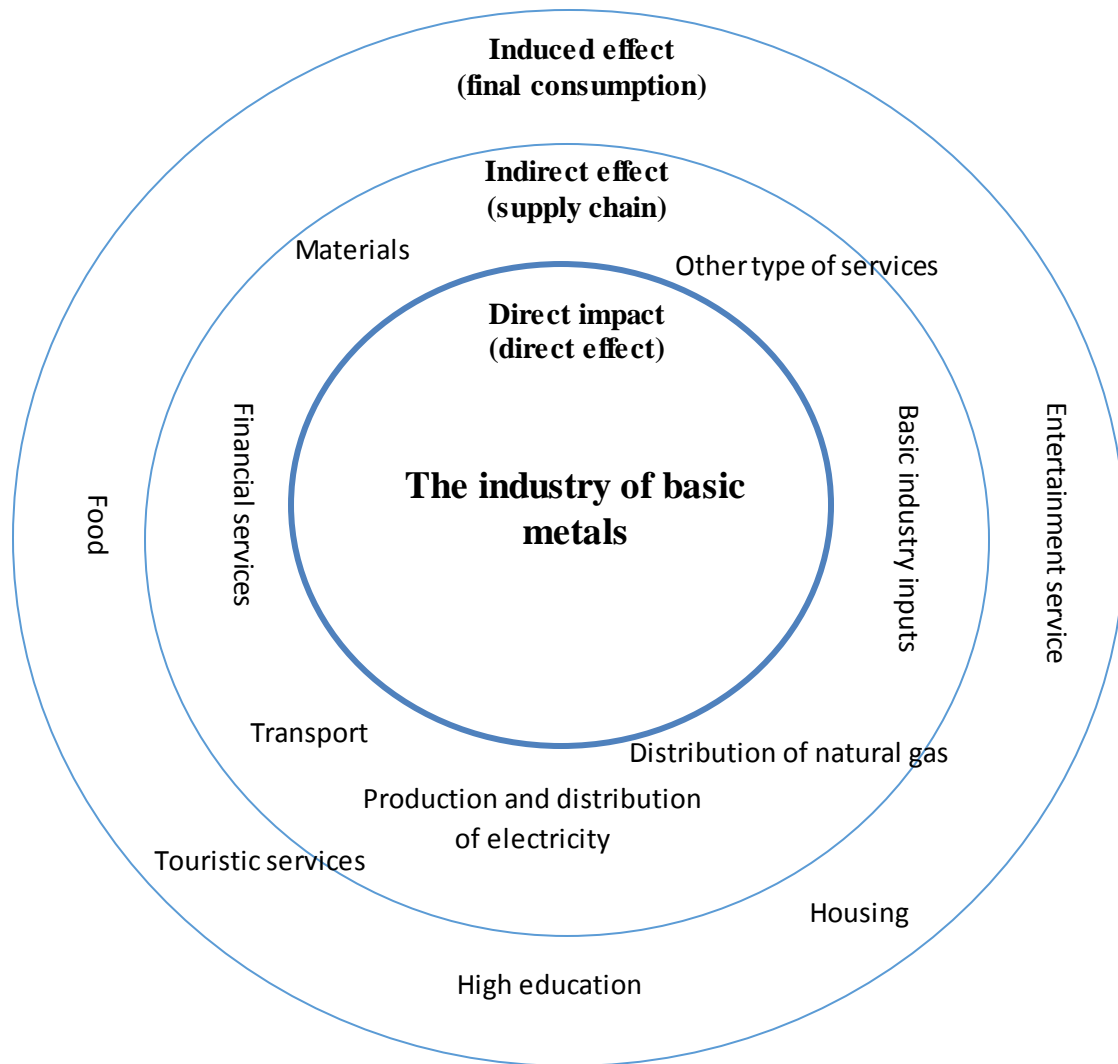 Induced effect
(final consumption)
Indirect effect
(supply chain)
Materials
Other type of services
Direct impact
(direct effect)
Financial services
Basic industry inputs
Entertainment service
Food
The industry of basic
metals
Transport
Distribution of natural gas
Production and distribution
of electricity
Touristic services
Housing
High education